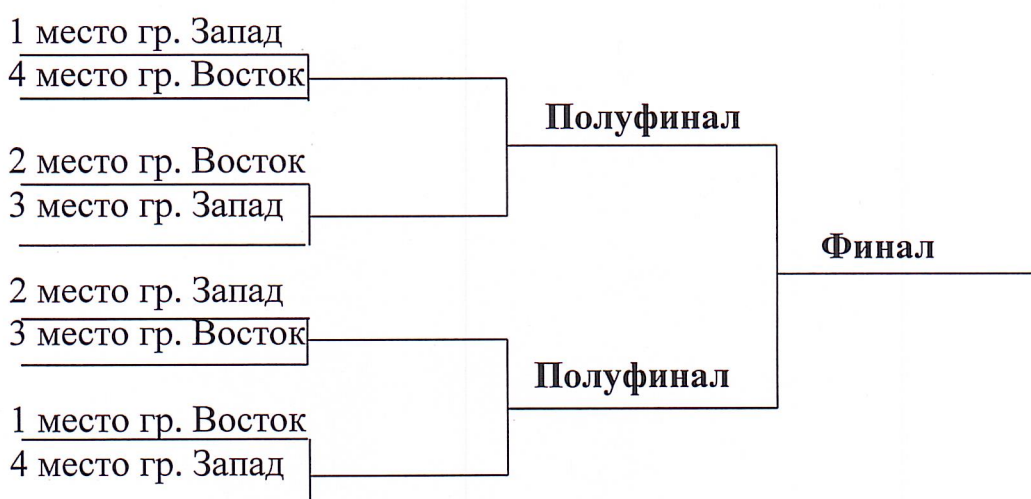 1 место гр. Запад
4 место гр. Восток
Полуфинал
2 место гр. Восток
3 место гр. Запад
Финал
2 место гр. Запад
3 место гр. Восток
Полуфинал
1 место гр. Восток
4 место гр. Запад